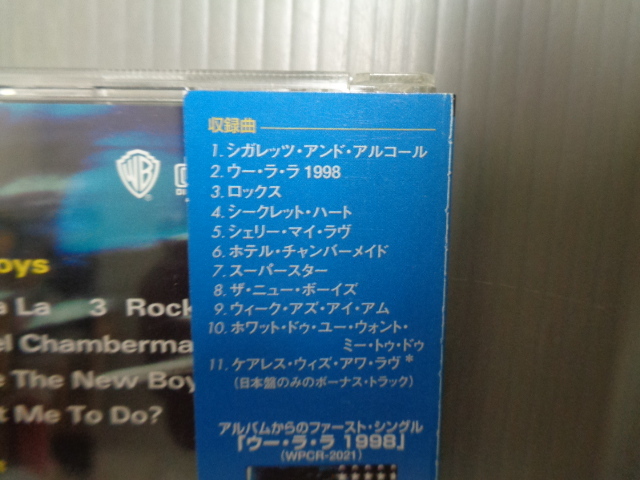 収録曲
1. シガレッツ・アンド・アルコール
2. ウー・ラ・ラ 1998
3. ロックス
4. シークレット・ハート
5. シェリー・マイ・ラヴ
6. ホテル・チャンバーメイド
7. スーパースター
8. ザ・ニュー・ボーイズ
9. ウィーク・アズ・アイ・アム
10. ホワット・ドゥ・ユー・ウォント・
ミー・トゥ・ドゥ
11. ケアレス・ウィズ・アワ・ラヴ*
(日本盤のみのボーナス・トラック)
アルバムからのファースト・シングル
「ウー・ラ・ラ 1998」
(WPCR-2021)
WB
oys
a La 3 Rock
el Chamberma
e The New Boy
t Me To Do?